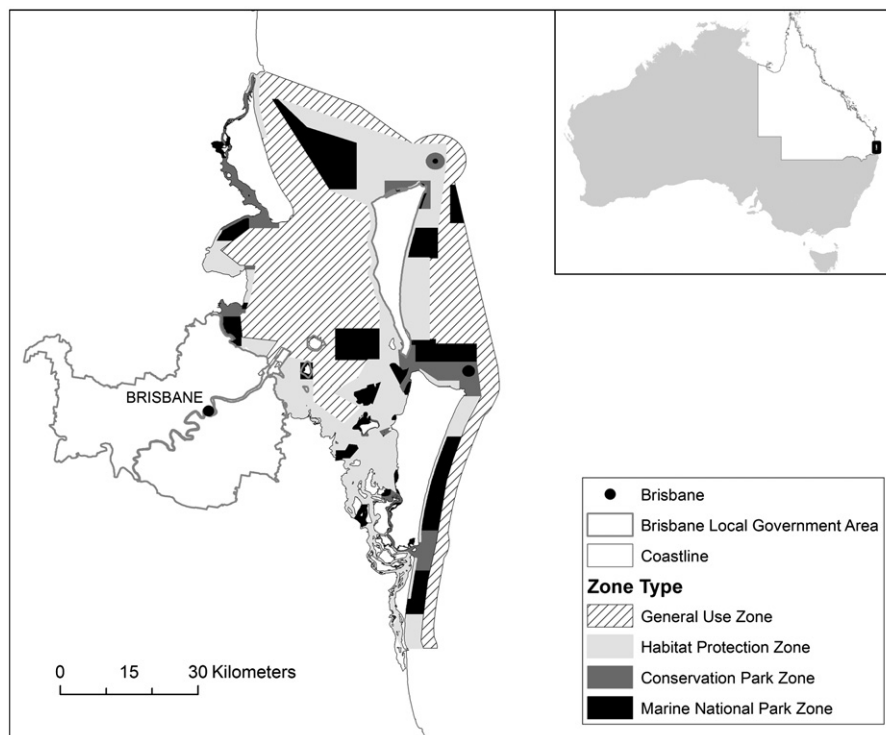 BRISBANE
Brisbane
Brisbane Local Government Area
Coastline
Zone Type
General Use Zone
Habitat Protection Zone
Conservation Park Zone
Marine National Park Zone
0 15 30 Kilometers